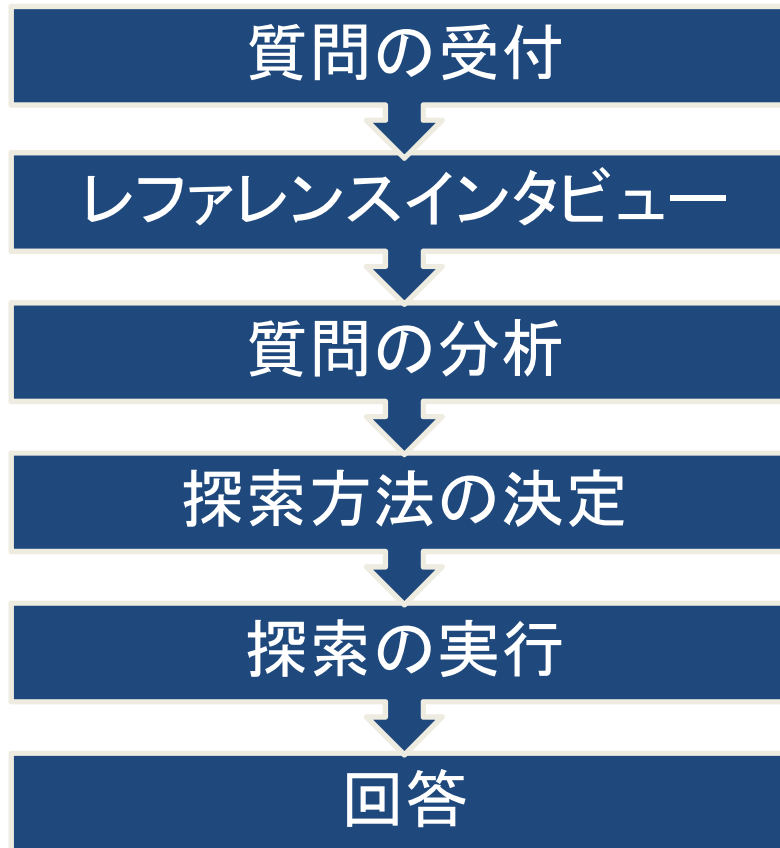 質問の受付
レファレンスインタビュー
質問の分析
探索方法の決定
探索の実行
回答